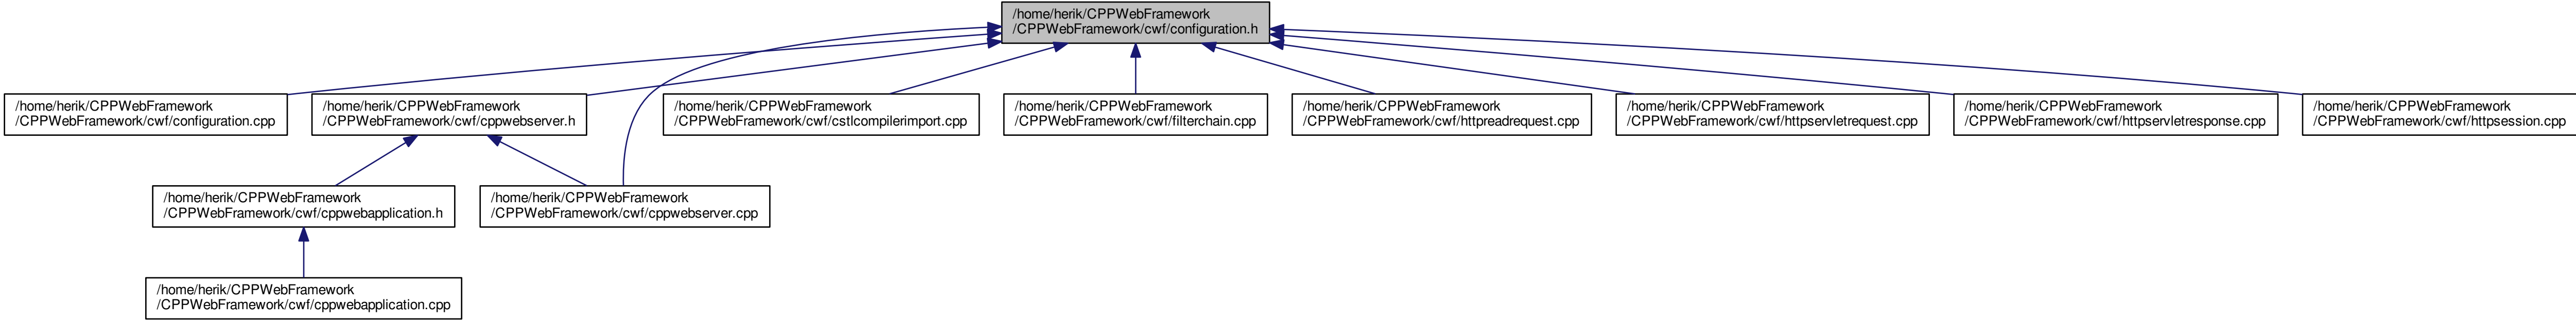 /home/herik/CPPWebFramework
/CPPWebFramework/cwf/configuration.h
/home/herik/CPPWebFramework
/CPPWebFramework/cwf/configuration.cpp
/home/herik/CPPWebFramework
/CPPWebFramework/cwf/cppwebserver.h
/home/herik/CPPWebFramework
/CPPWebFramework/cwf/cstlcompilerimport.cpp
/home/herik/CPPWebFramework
/CPPWebFramework/cwf/filterchain.cpp
/home/herik/CPPWebFramework
/CPPWebFramework/cwf/httpreadrequest.cpp
/home/herik/CPPWebFramework
/CPPWebFramework/cwf/httpservletrequest.cpp
/home/herik/CPPWebFramework
/CPPWebFramework/cwf/httpservletresponse.cpp
/home/herik/CPPWebFramework
/CPPWebFramework/cwf/httpsession.cpp
/home/herik/CPPWebFramework
/CPPWebFramework/cwf/cppwebapplication.h
/home/herik/CPPWebFramework
/CPPWebFramework/cwf/cppwebserver.cpp
/home/herik/CPPWebFramework
/CPPWebFramework/cwf/cppwebapplication.cpp